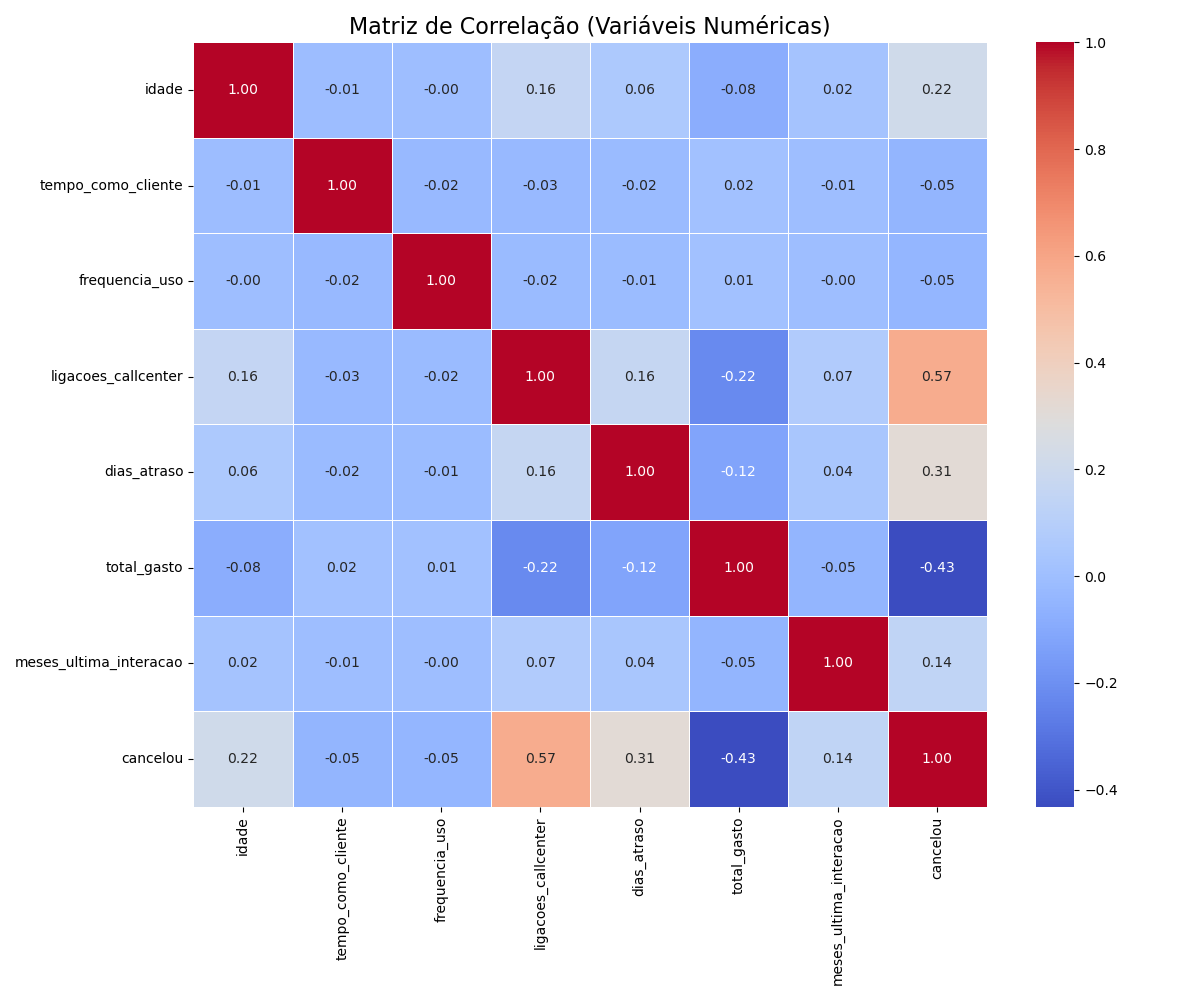 Matriz de Correlação (Variáveis Numéricas)
idade 1.00 -0.01 -0.00 0.16 0.06 -0.08 0.02 0.22
tempo_como_cliente -0.01 1.00 -0.02 -0.03 -0.02 0.02 -0.01 -0.05
frequencia_uso -0.00 -0.02 1.00 -0.02 -0.01 0.01 -0.00 -0.05
ligacoes_callcenter 0.16 -0.03 -0.02 1.00 0.16 -0.22 0.07 0.57
dias_atraso 0.06 -0.02 -0.01 0.16 1.00 -0.12 0.04 0.31
total_gasto -0.08 0.02 0.01 -0.22 -0.12 1.00 -0.05 -0.43
meses_ultima_interacao 0.02 -0.01 -0.00 0.07 0.04 -0.05 1.00 0.14
cancelou 0.22 -0.05 -0.05 0.57 0.31 -0.43 0.14 1.00
idade
tempo_como_cliente
frequencia_uso
ligacoes_callcenter
dias_atraso
total_gasto
meses_ultima_interacao
cancelou
1.0
0.8
0.6
0.4
0.2
0.0
−0.2
−0.4